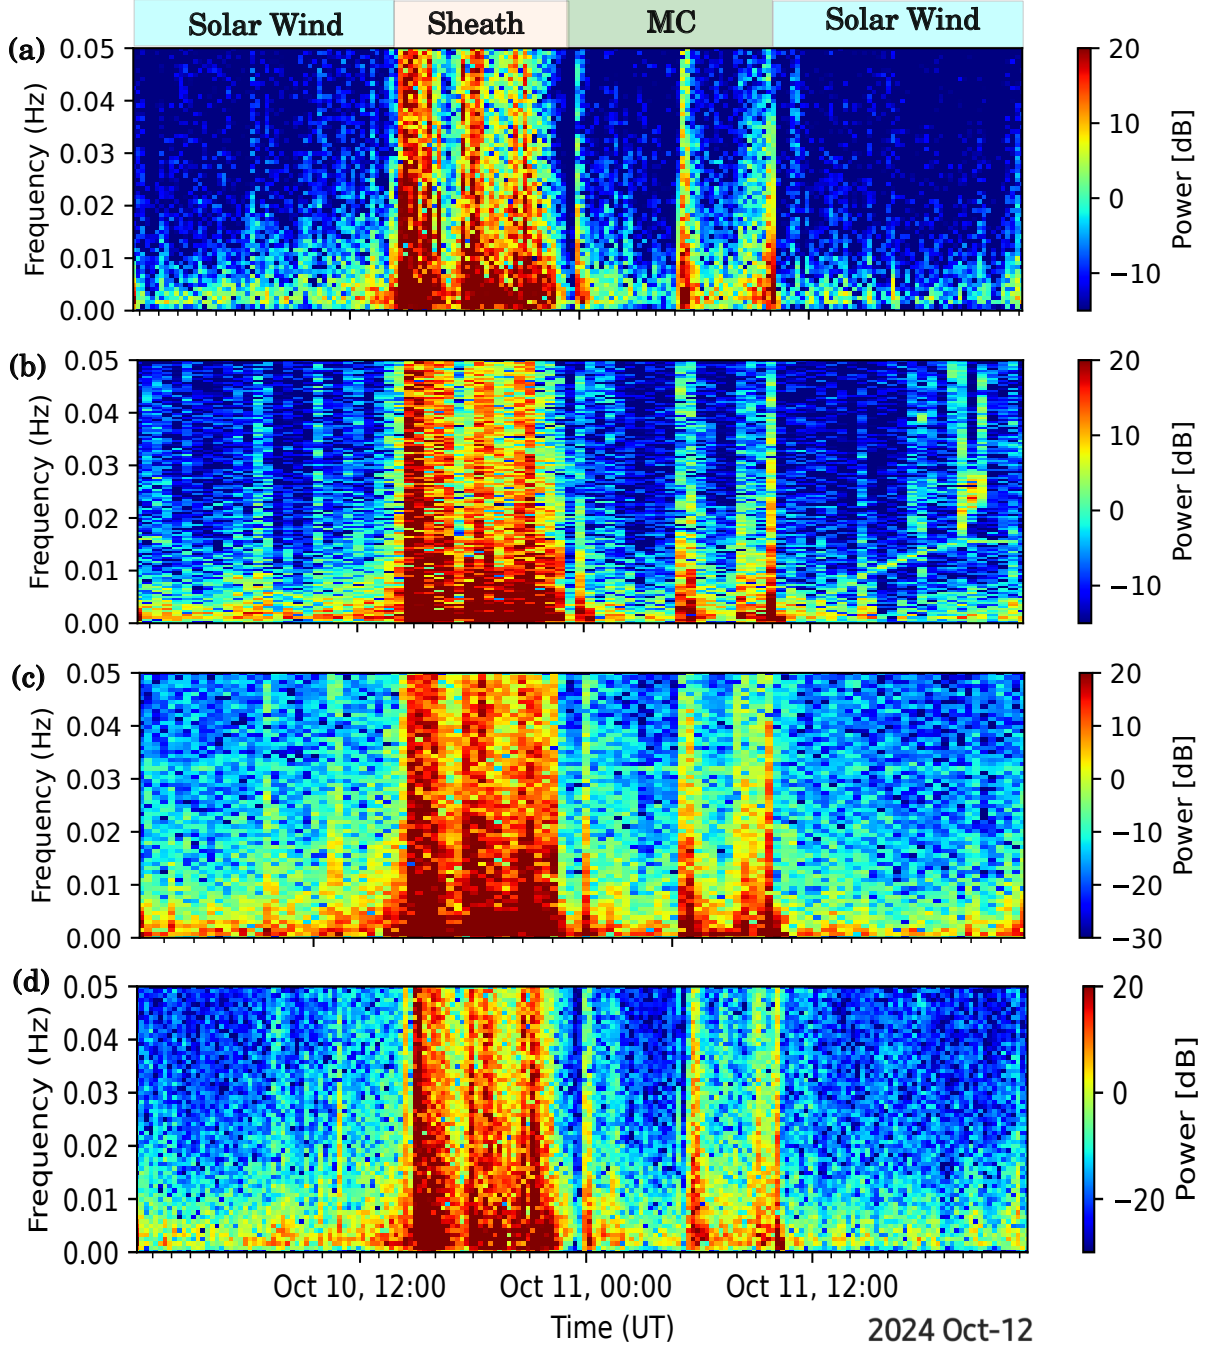 Solar Wind Sheath MC Solar Wind
(a)
0.05
0.04
0.03
0.02
0.01
0.00
Frequency (Hz)
20
10
0
−10
Power [dB]
(b)
0.05
0.04
0.03
0.02
0.01
0.00
Frequency (Hz)
20
10
0
−10
Power [dB]
(c)
0.05
0.04
0.03
0.02
0.01
0.00
Frequency (Hz)
20
10
0
−10
−20
−30
Power [dB]
(d)
0.05
0.04
0.03
0.02
0.01
0.00
Frequency (Hz)
20
0
−20
Power [dB]
Oct 10, 12:00 Oct 11, 00:00 Oct 11, 12:00
Time (UT)
2024 Oct-12